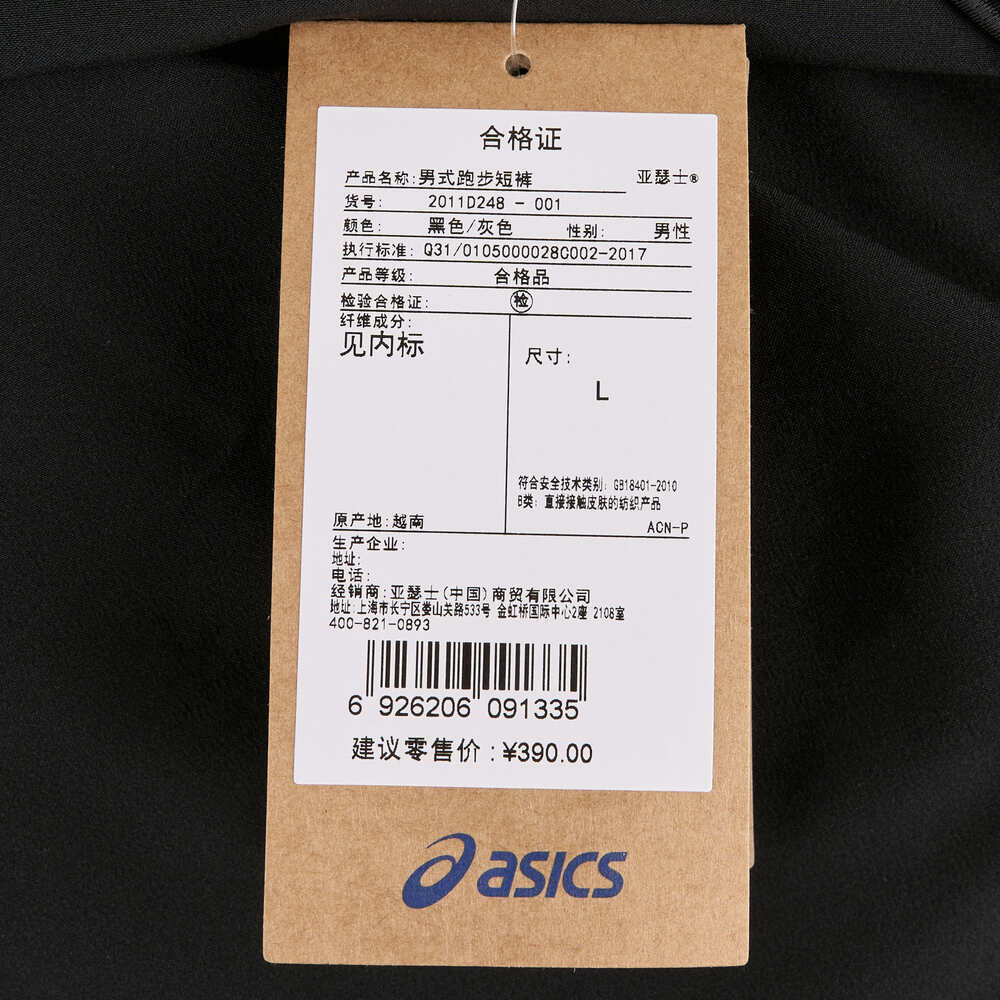 合格证
产品名称:男式跑步短裤 亚瑟士®
货号: 2011D248 - 001
颜色: 黑色/灰色 性别: 男性
执行标准: Q31/0105000028C002-2017
产品等级: 合格品
检验合格证: 检
纤维成分:
见内标
尺寸:
L
符合安全技术类别: GB18401-2010
B类: 直接接触皮肤的纺织产品
原产地:越南
ACN-P
生产企业:
地址:
电话:
经销商:亚瑟士(中国)商贸有限公司
地址:上海市长宁区娄山关路533号 金虹桥国际中心2座 2108室
400-821-0893
6 926206 091335
建议零售价:¥390.00
asics